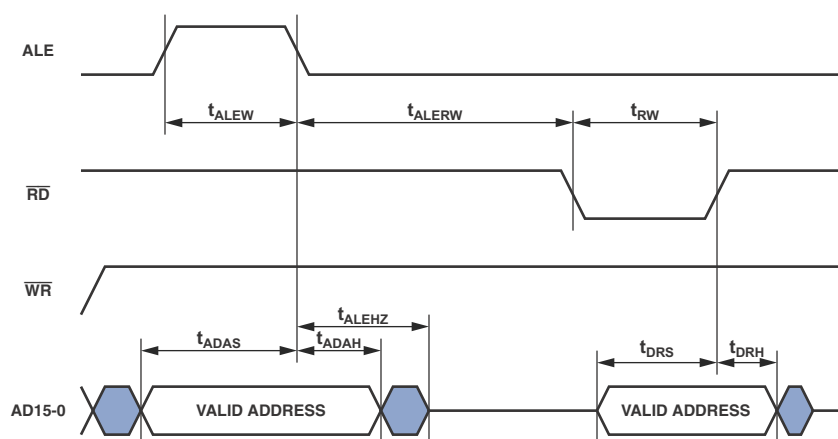 ALE
tALEW tALERW tRW
RD
WR
tALEHZ
tADAS tADAH tDRS tDRH
AD15-0 VALID ADDRESS VALID ADDRESS